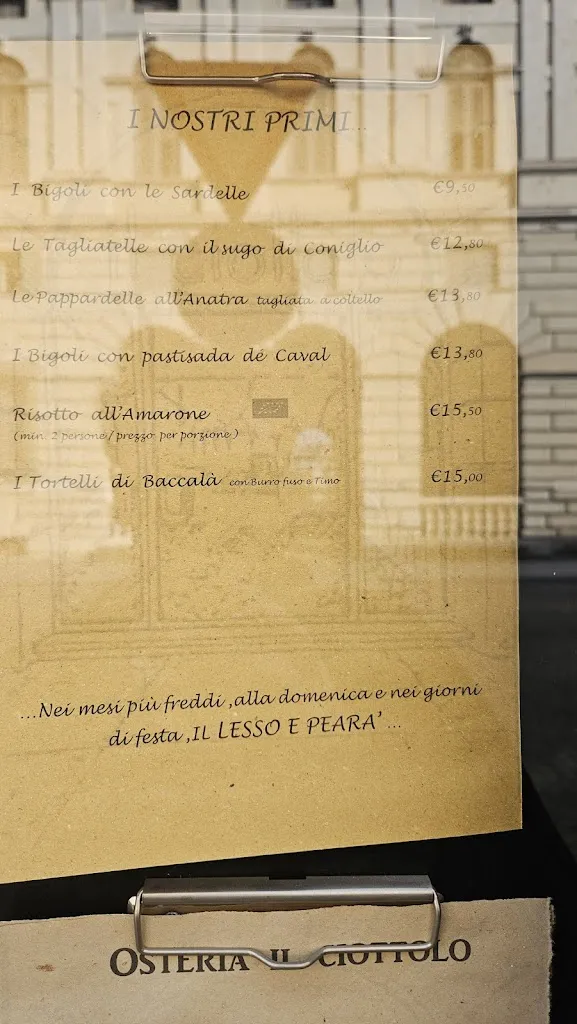 I NOSTRI PRIMI...
I Bigoli con le Sardelle €9,50
Le Tagliatelle con il sugo di Coniglio €12,80
Le Pappardelle all'Anatra tagliata a coltello €13,80
I Bigoli con pastisada dé Caval €13,80
Risotto all'Amarone €15,50
(min. 2 persone / prezzo per porzione )
I Tortelli di Baccalà con Burro fuso e Timo €15,00
...Nei mesi più freddi ,alla domenica e nei giorni
di festa ,IL LESSO E PEARA' ...
OSTERIA IL CIOTTOLO